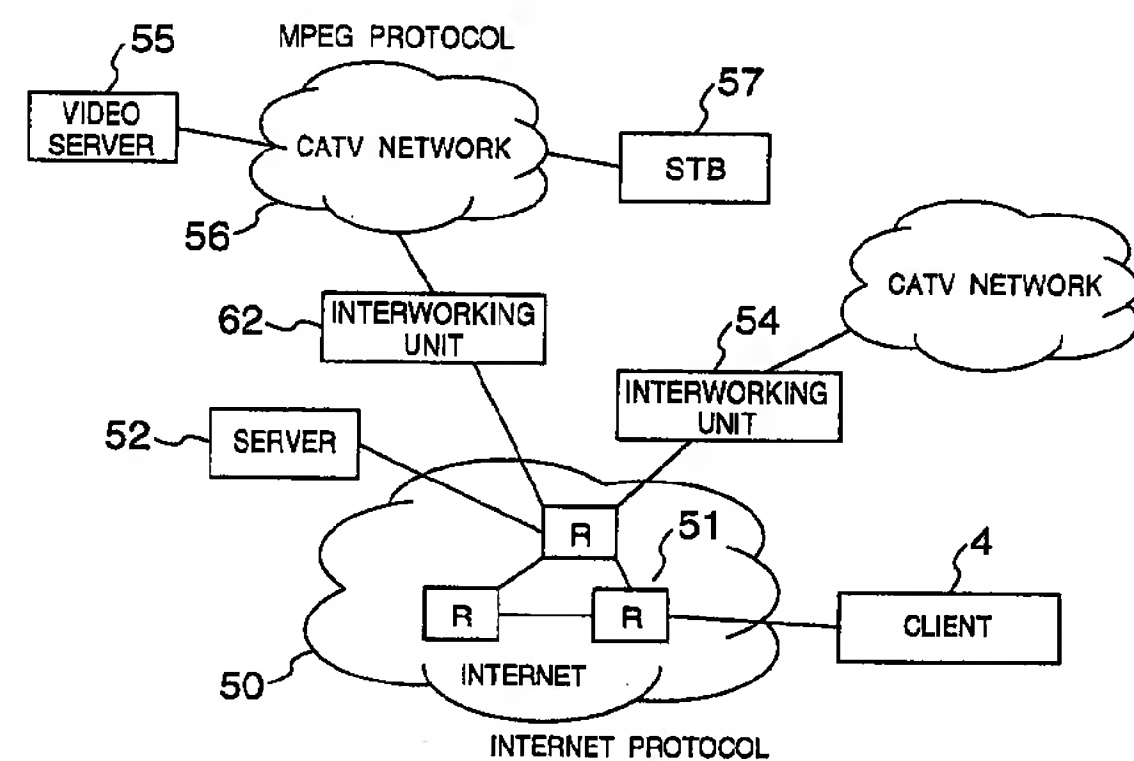 55
MPEG PROTOCOL
VIDEO
SERVER
CATV NETWORK
57
STB
56
CATV NETWORK
62
INTERWORKING
UNIT
54
INTERWORKING
UNIT
52
SERVER
R
51
R
R
4
CLIENT
50
INTERNET
INTERNET PROTOCOL